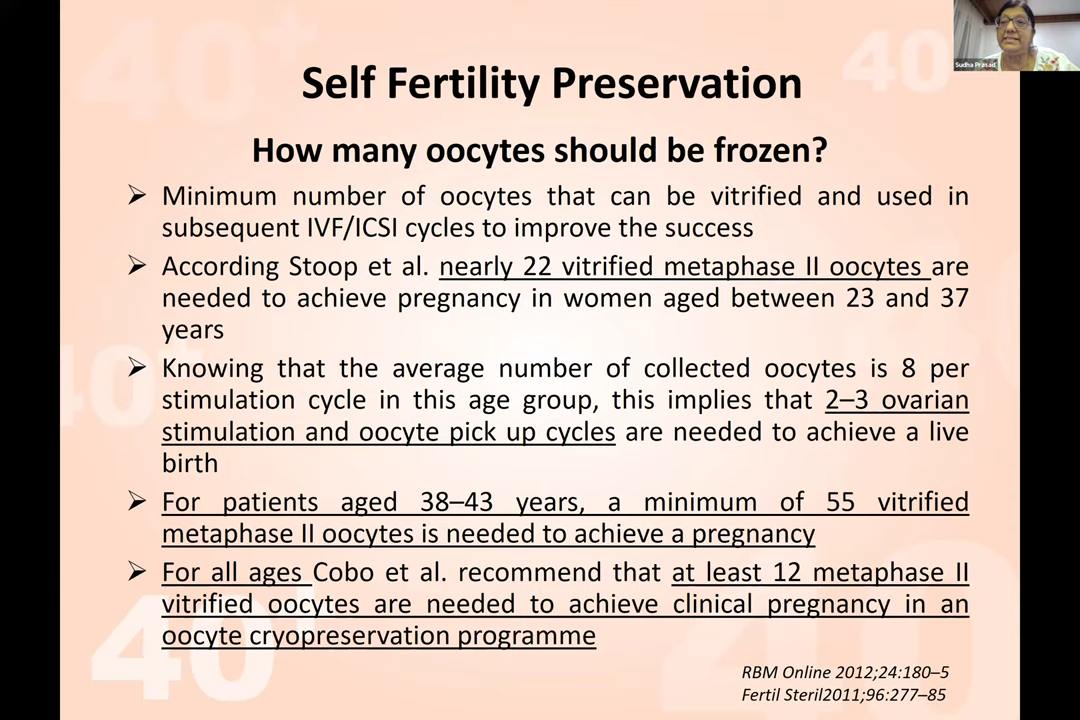 Self Fertility Preservation
How many oocytes should be frozen?
➢ Minimum number of oocytes that can be vitrified and used in
subsequent IVF/ICSI cycles to improve the success
➢ According Stoop et al. nearly 22 vitrified metaphase II oocytes are
needed to achieve pregnancy in women aged between 23 and 37
years
➢ Knowing that the average number of collected oocytes is 8 per
stimulation cycle in this age group, this implies that 2–3 ovarian
stimulation and oocyte pick up cycles are needed to achieve a live
birth
➢ For patients aged 38–43 years, a minimum of 55 vitrified
metaphase II oocytes is needed to achieve a pregnancy
➢ For all ages Cobo et al. recommend that at least 12 metaphase II
vitrified oocytes are needed to achieve clinical pregnancy in an
oocyte cryopreservation programme
RBM Online 2012;24:180–5
Fertil Steril2011;96:277–85
Sudha Prasad
40+
40
40
40
40